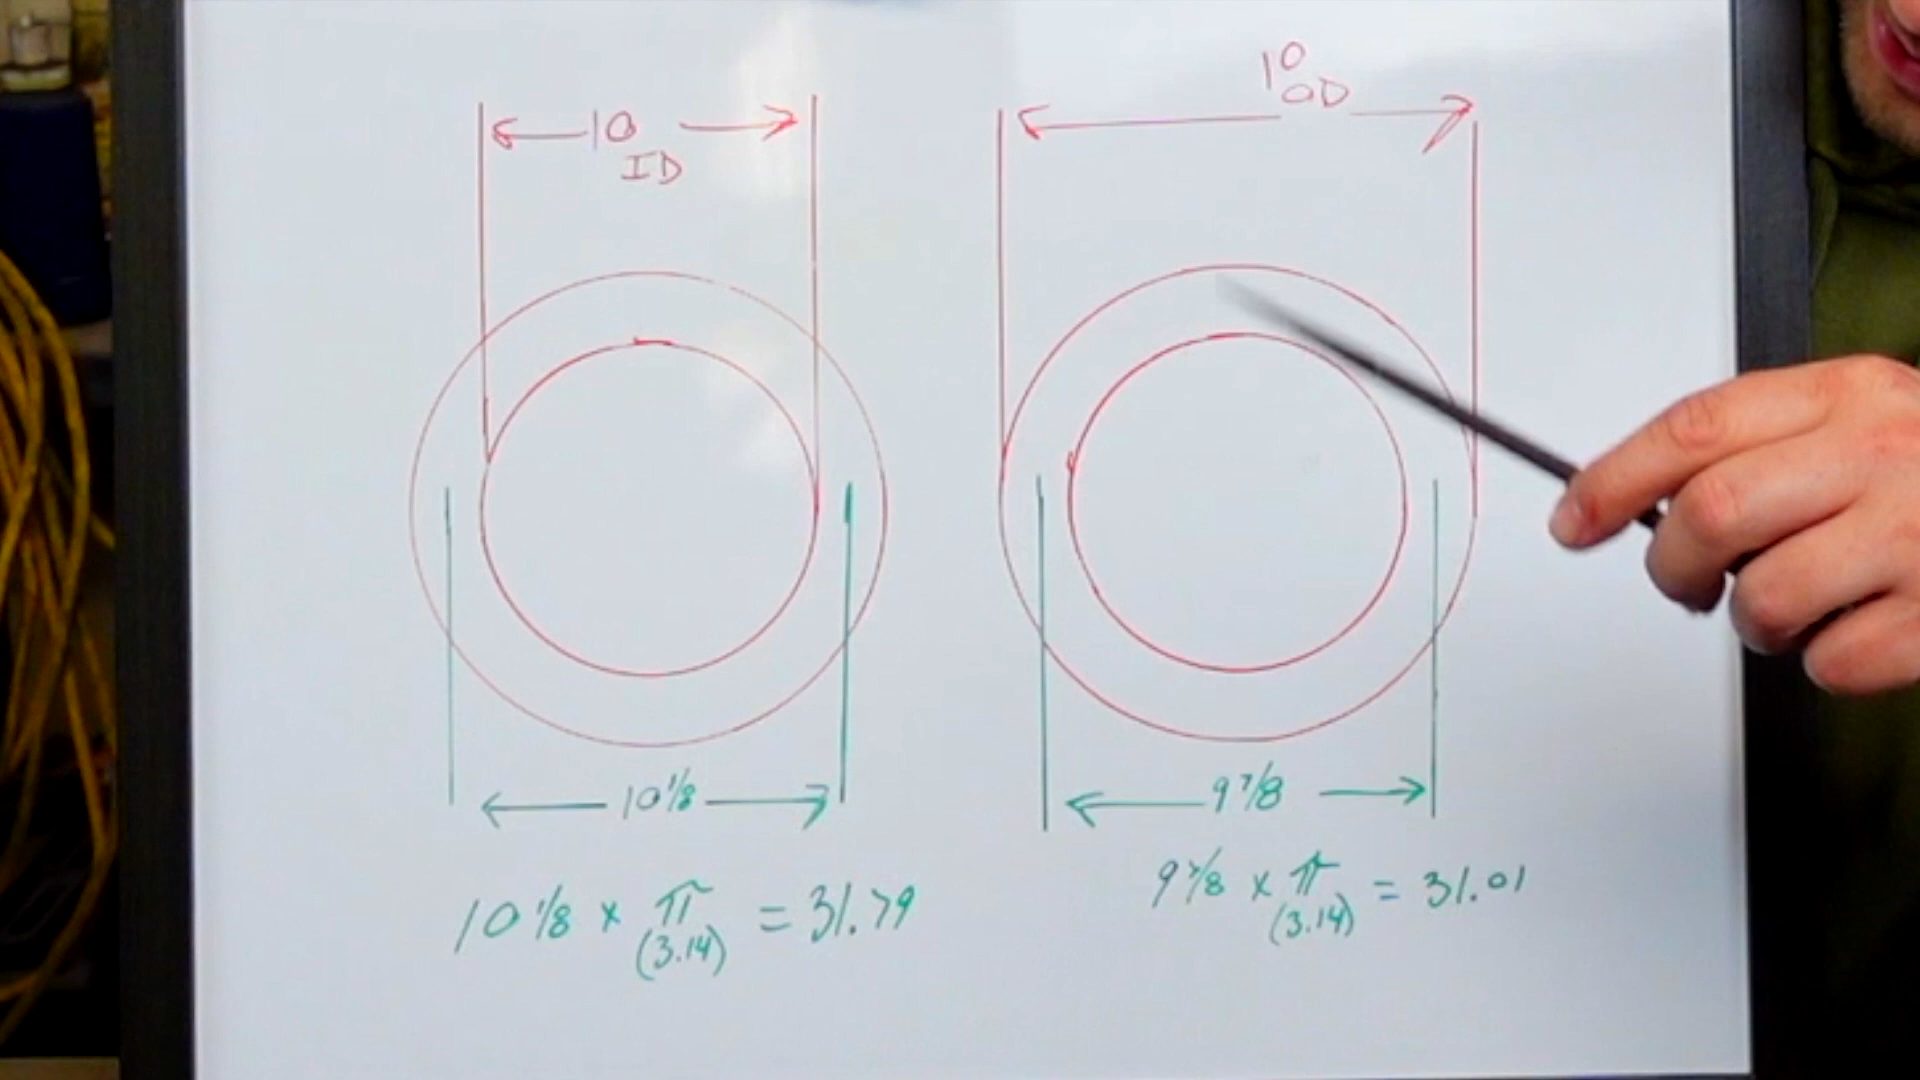 10
ID
10
OD
10 1/8
9 7/8
10 1/8 x π = 31.79
(3.14)
9 7/8 x π = 31.01
(3.14)